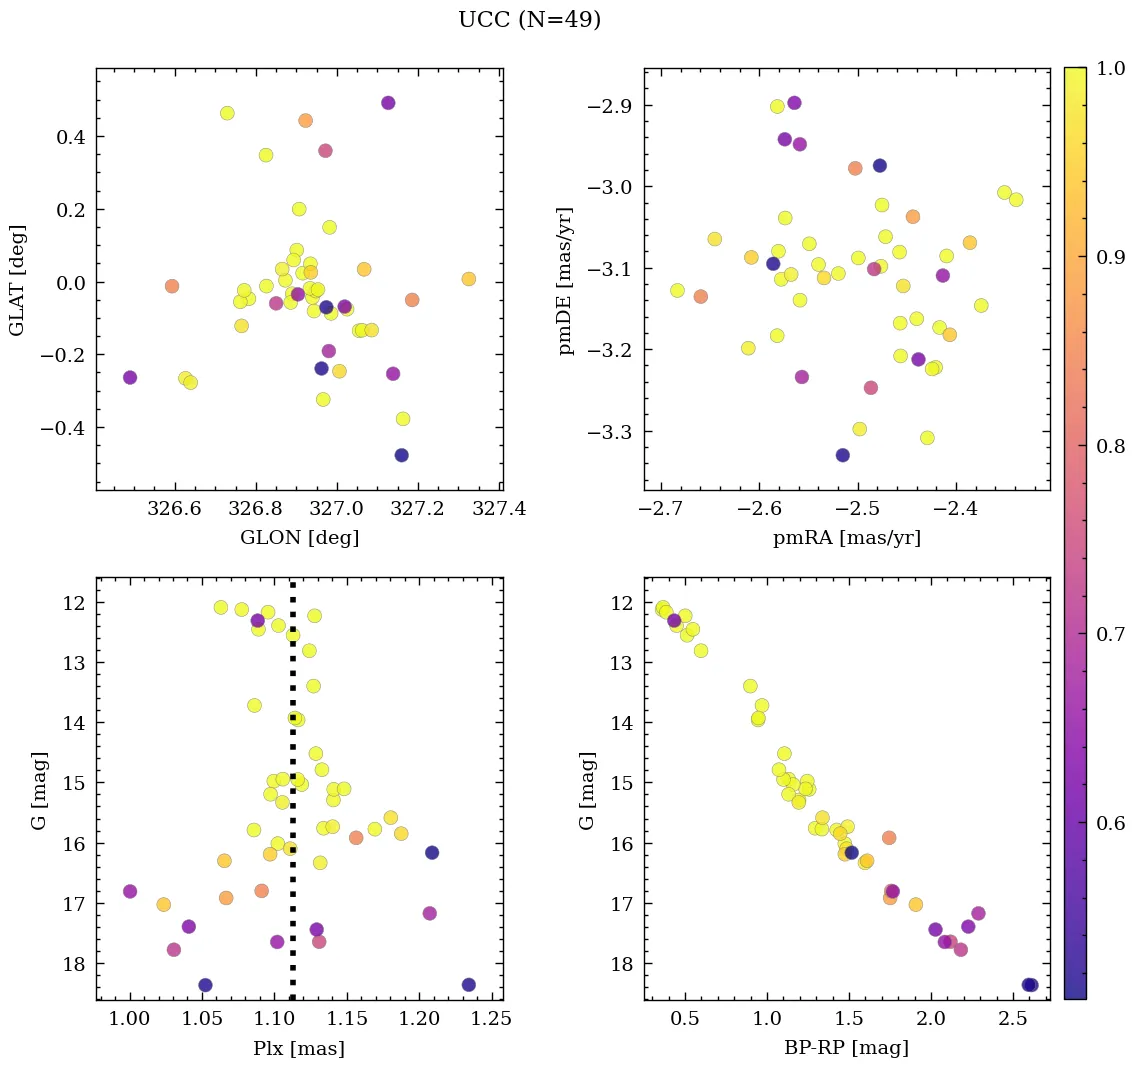 UCC (N=49)
GLAT [deg]
0.4
0.2
0.0
−0.2
−0.4
326.6 326.8 327.0 327.2 327.4
GLON [deg]
pmDE [mas/yr]
−2.9
−3.0
−3.1
−3.2
−3.3
−2.7 −2.6 −2.5 −2.4
pmRA [mas/yr]
G [mag]
12
13
14
15
16
17
18
1.00 1.05 1.10 1.15 1.20 1.25
Plx [mas]
G [mag]
12
13
14
15
16
17
18
0.5 1.0 1.5 2.0 2.5
BP-RP [mag]
1.0
0.9
0.8
0.7
0.6